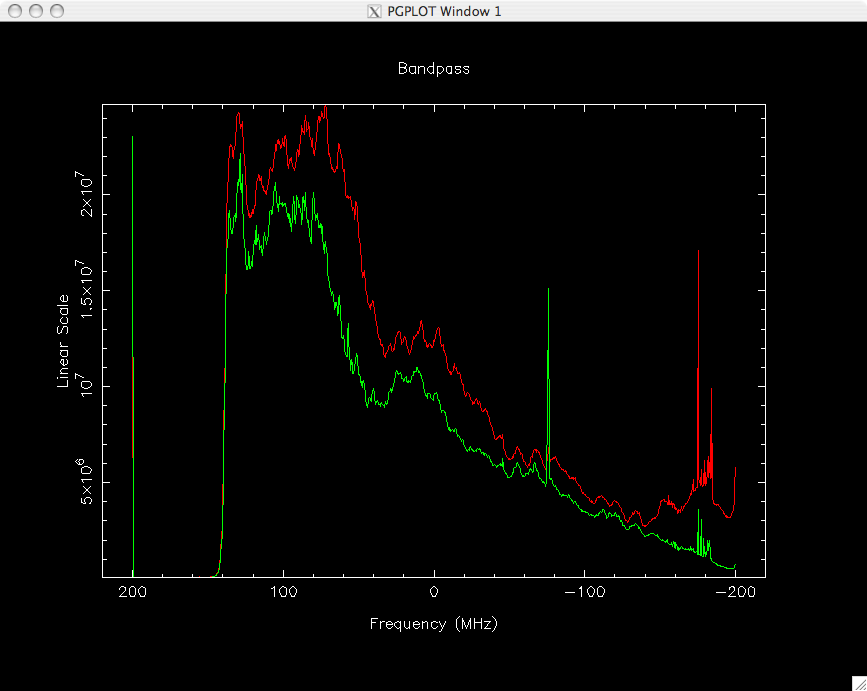 PGPLOT Window 1
Bandpass
2×10⁷
1.5×10⁷
10⁷
5×10⁶
Linear Scale
200 100 0 −100 −200
Frequency (MHz)